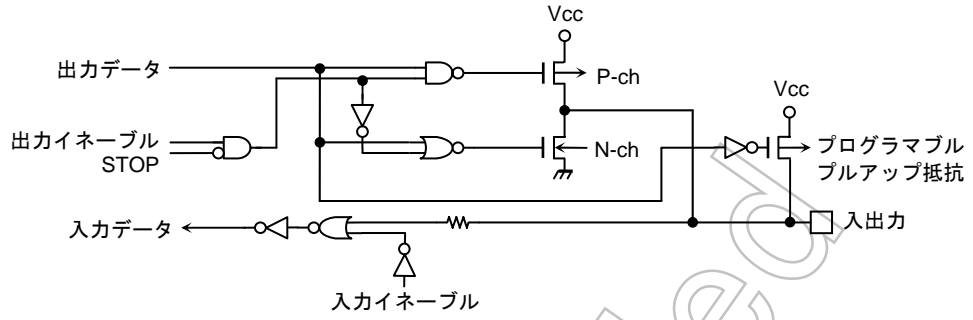 Vcc
出力データ
P-ch
Vcc
出力イネーブル
STOP
N-ch
プログラマブル
プルアップ抵抗
入力データ
入出力
入力イネーブル